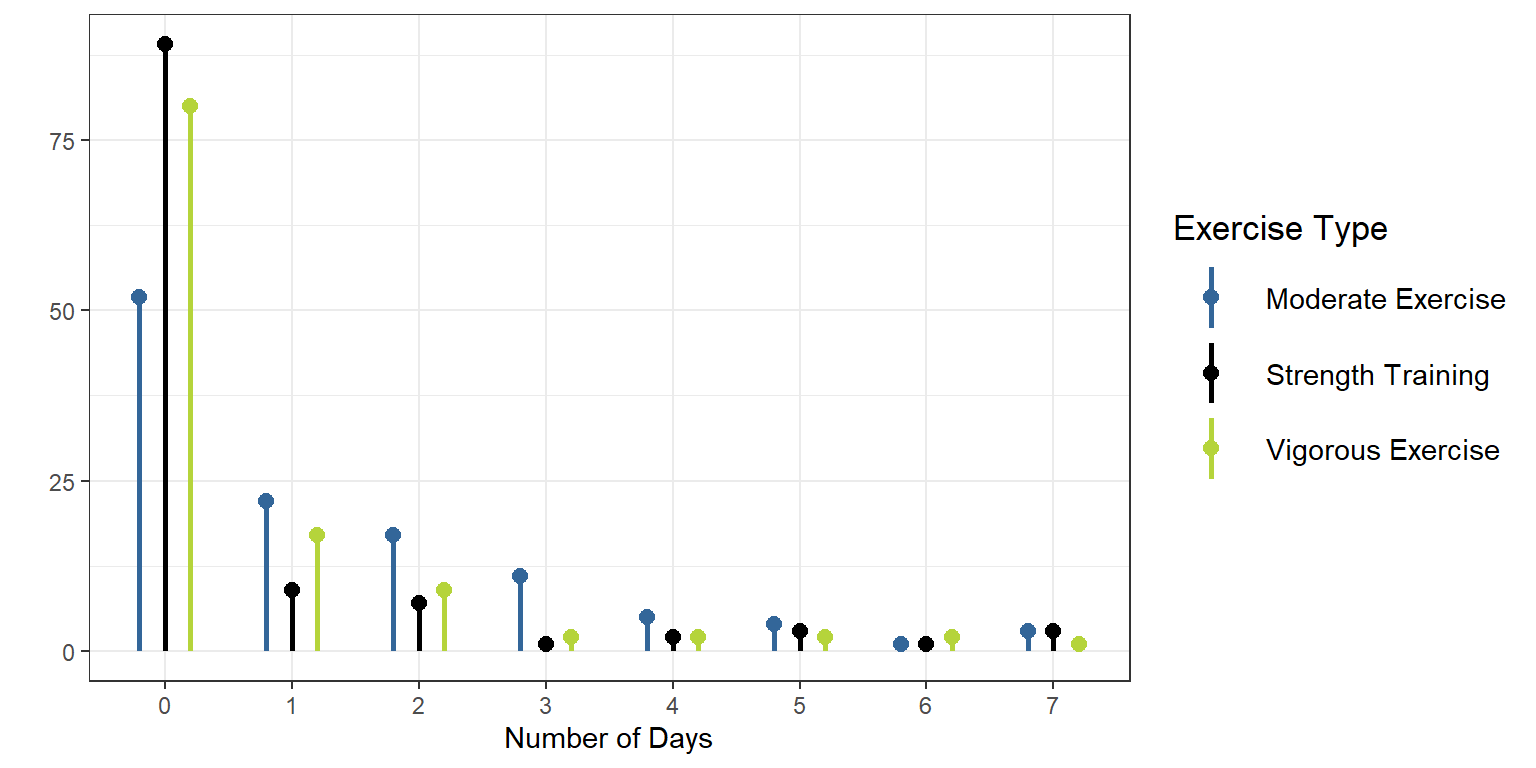 75
50
25
0
0 1 2 3 4 5 6 7
Number of Days
Exercise Type
Moderate Exercise
Strength Training
Vigorous Exercise